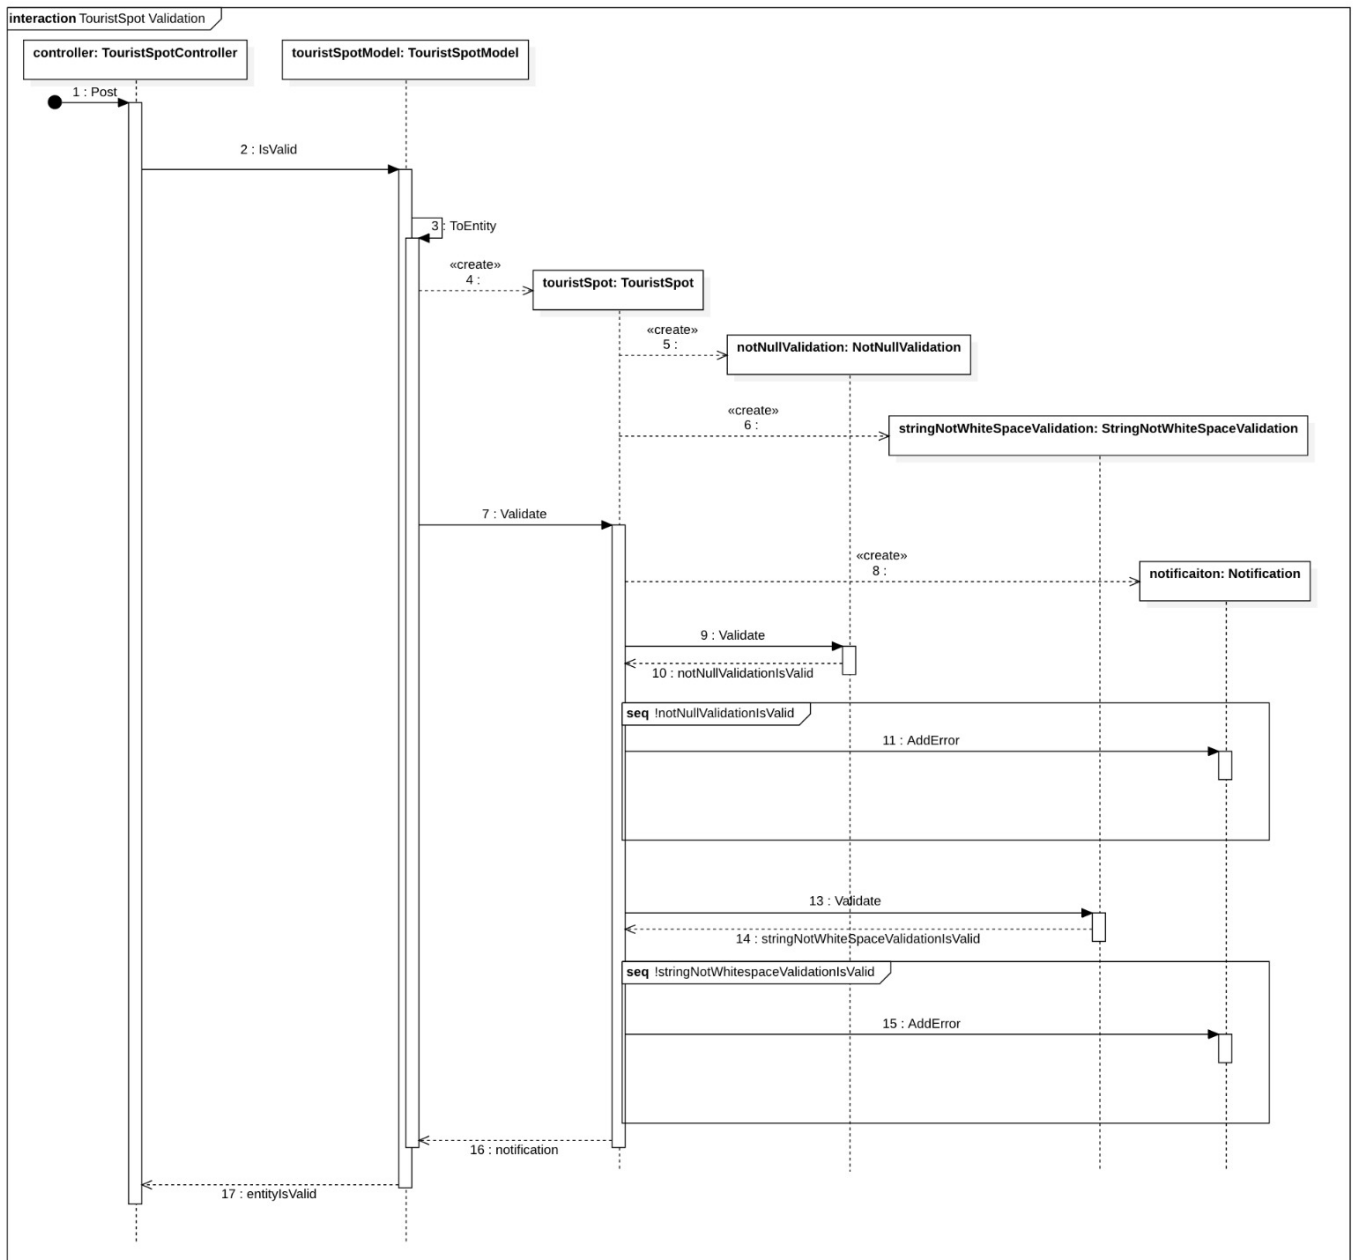 interaction TouristSpot Validation
controller: TouristSpotController
touristSpotModel: TouristSpotModel
1 : Post
2 : IsValid
3 : ToEntity
«create»
4 :
touristSpot: TouristSpot
«create»
5 :
notNullValidation: NotNullValidation
«create»
6 :
stringNotWhiteSpaceValidation: StringNotWhiteSpaceValidation
7 : Validate
«create»
8 :
notificaiton: Notification
9 : Validate
10 : notNullValidationIsValid
seq !notNullValidationIsValid
11 : AddError
13 : Validate
14 : stringNotWhiteSpaceValidationIsValid
seq !stringNotWhitespaceValidationIsValid
15 : AddError
16 : notification
17 : entityIsValid